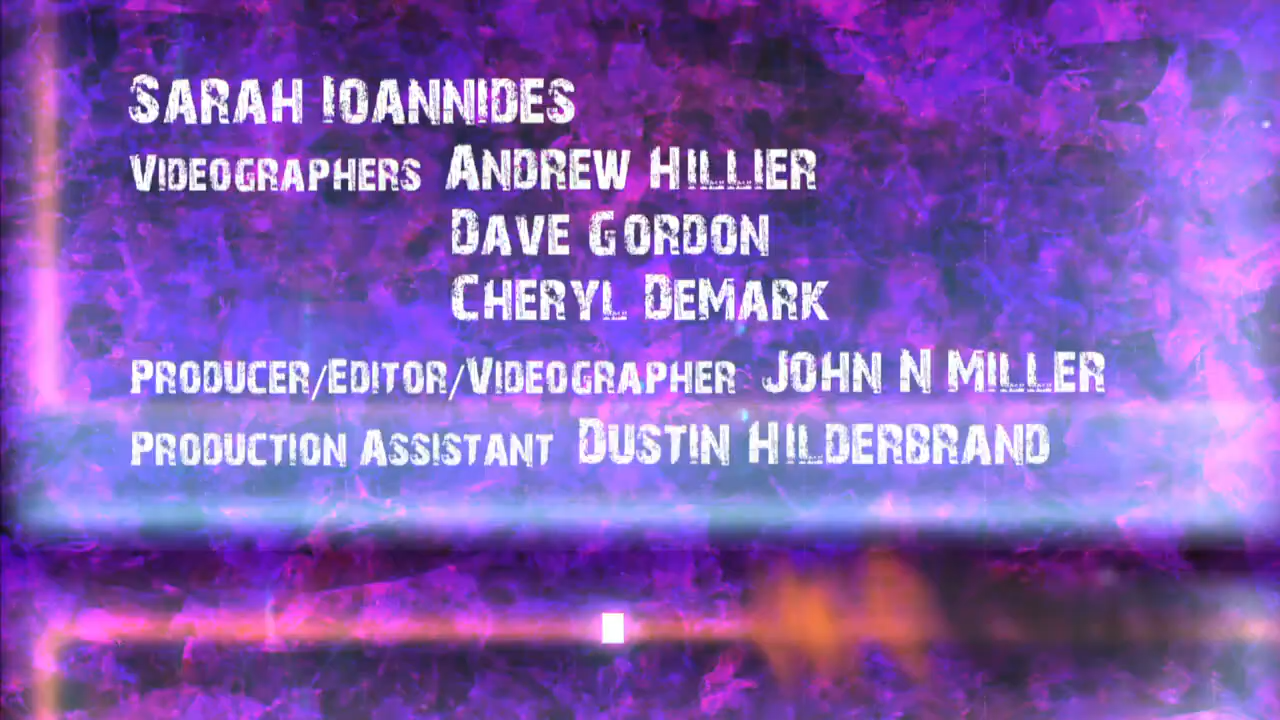 Sarah Ioannides
Videographers Andrew Hillier
Dave Gordon
Cheryl DeMark
Producer/Editor/Videographer John N Miller
Production Assistant Dustin Hilderbrand